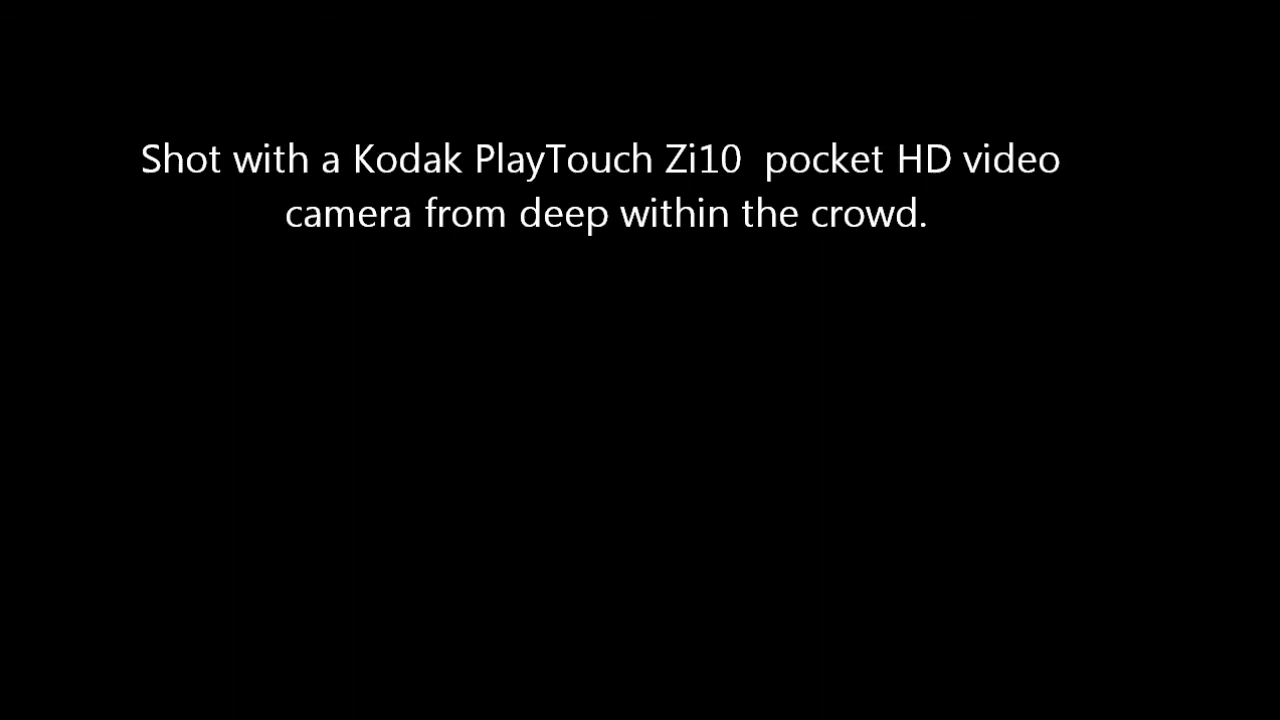 Shot with a Kodak PlayTouch Zi10  pocket HD video
camera from deep within the crowd.